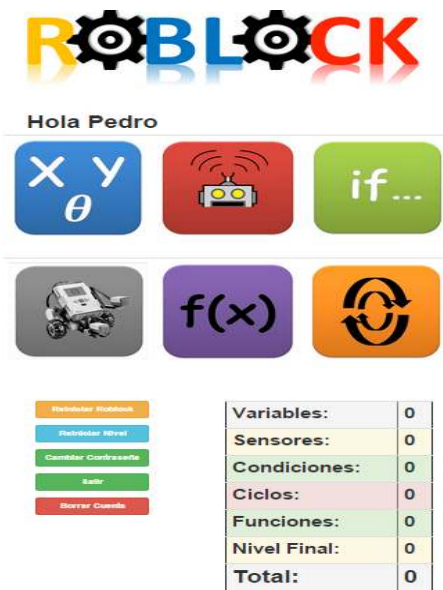 ROBLOCK
Hola Pedro
X Y
θ
if...
f(x)
Reiniciar Roblock
Reiniciar Nivel
Cambiar Contraseña
Salir
Borrar Cuenta
Variables: 0
Sensores: 0
Condiciones: 0
Ciclos: 0
Funciones: 0
Nivel Final: 0
Total: 0